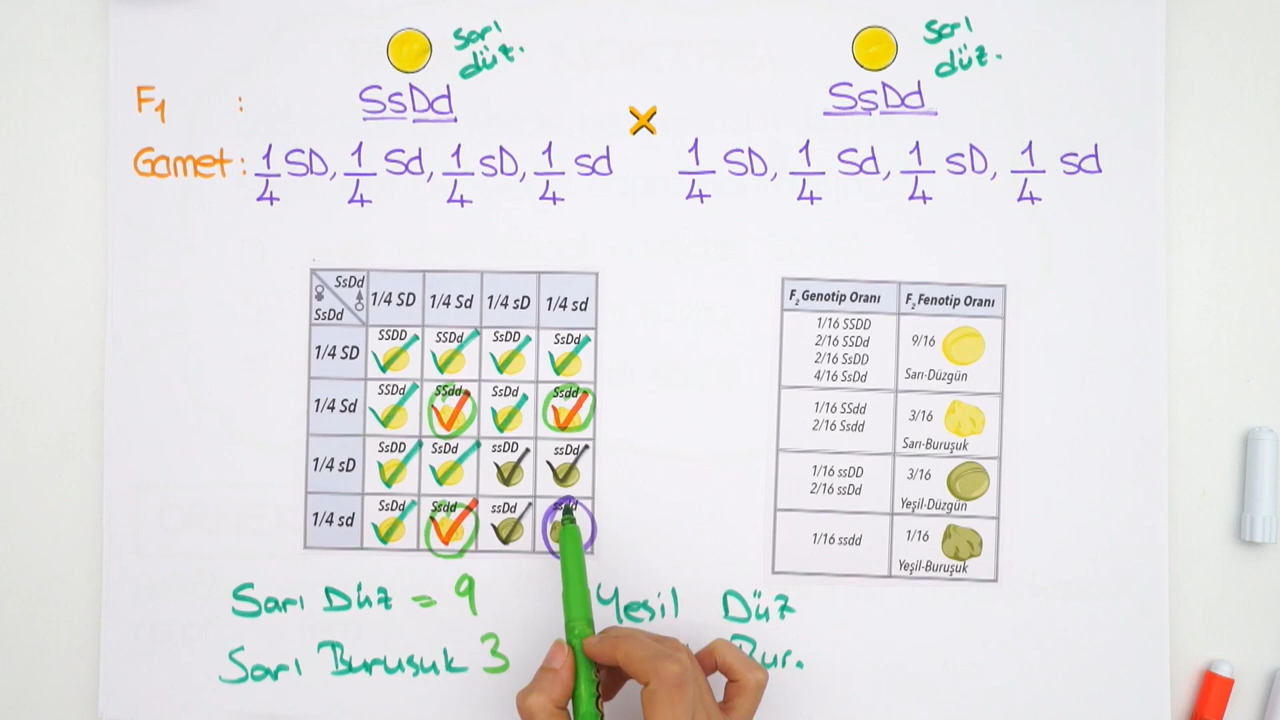 sarı düz.
sarı düz.
F1 : SsDd × SsDd
Gamet: 1/4 SD, 1/4 Sd, 1/4 sD, 1/4 sd 1/4 SD, 1/4 Sd, 1/4 sD, 1/4 sd
SsDd ♀ ♂ SsDd 1/4 SD 1/4 Sd 1/4 sD 1/4 sd
1/4 SD SSDD SSDd SsDD SsDd
1/4 Sd SSDd SSdd SsDd Ssdd
1/4 sD SsDD SsDd ssDD ssDd
1/4 sd SsDd Ssdd ssDd
F2 Genotip Oranı F2 Fenotip Oranı
1/16 SSDD
2/16 SSDd
2/16 SsDD
4/16 SsDd
9/16
Sarı-Düzgün
1/16 SSdd
2/16 Ssdd
3/16
Sarı-Buruşuk
1/16 ssDD
2/16 ssDd
3/16
Yeşil-Düzgün
1/16 ssdd
1/16
Yeşil-Buruşuk
Sarı Düz = 9 Yesil Düz
Sarı Buruşuk 3 Bur.